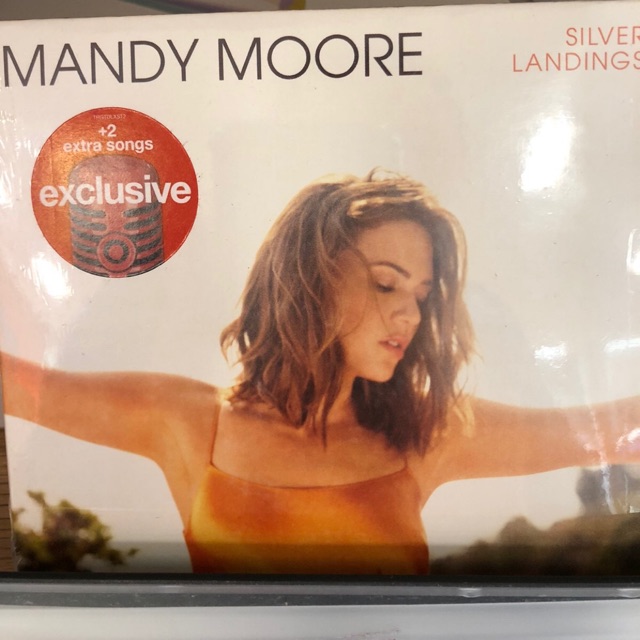 MANDY MOORE
SILVER
LANDINGS
+2
extra songs
exclusive